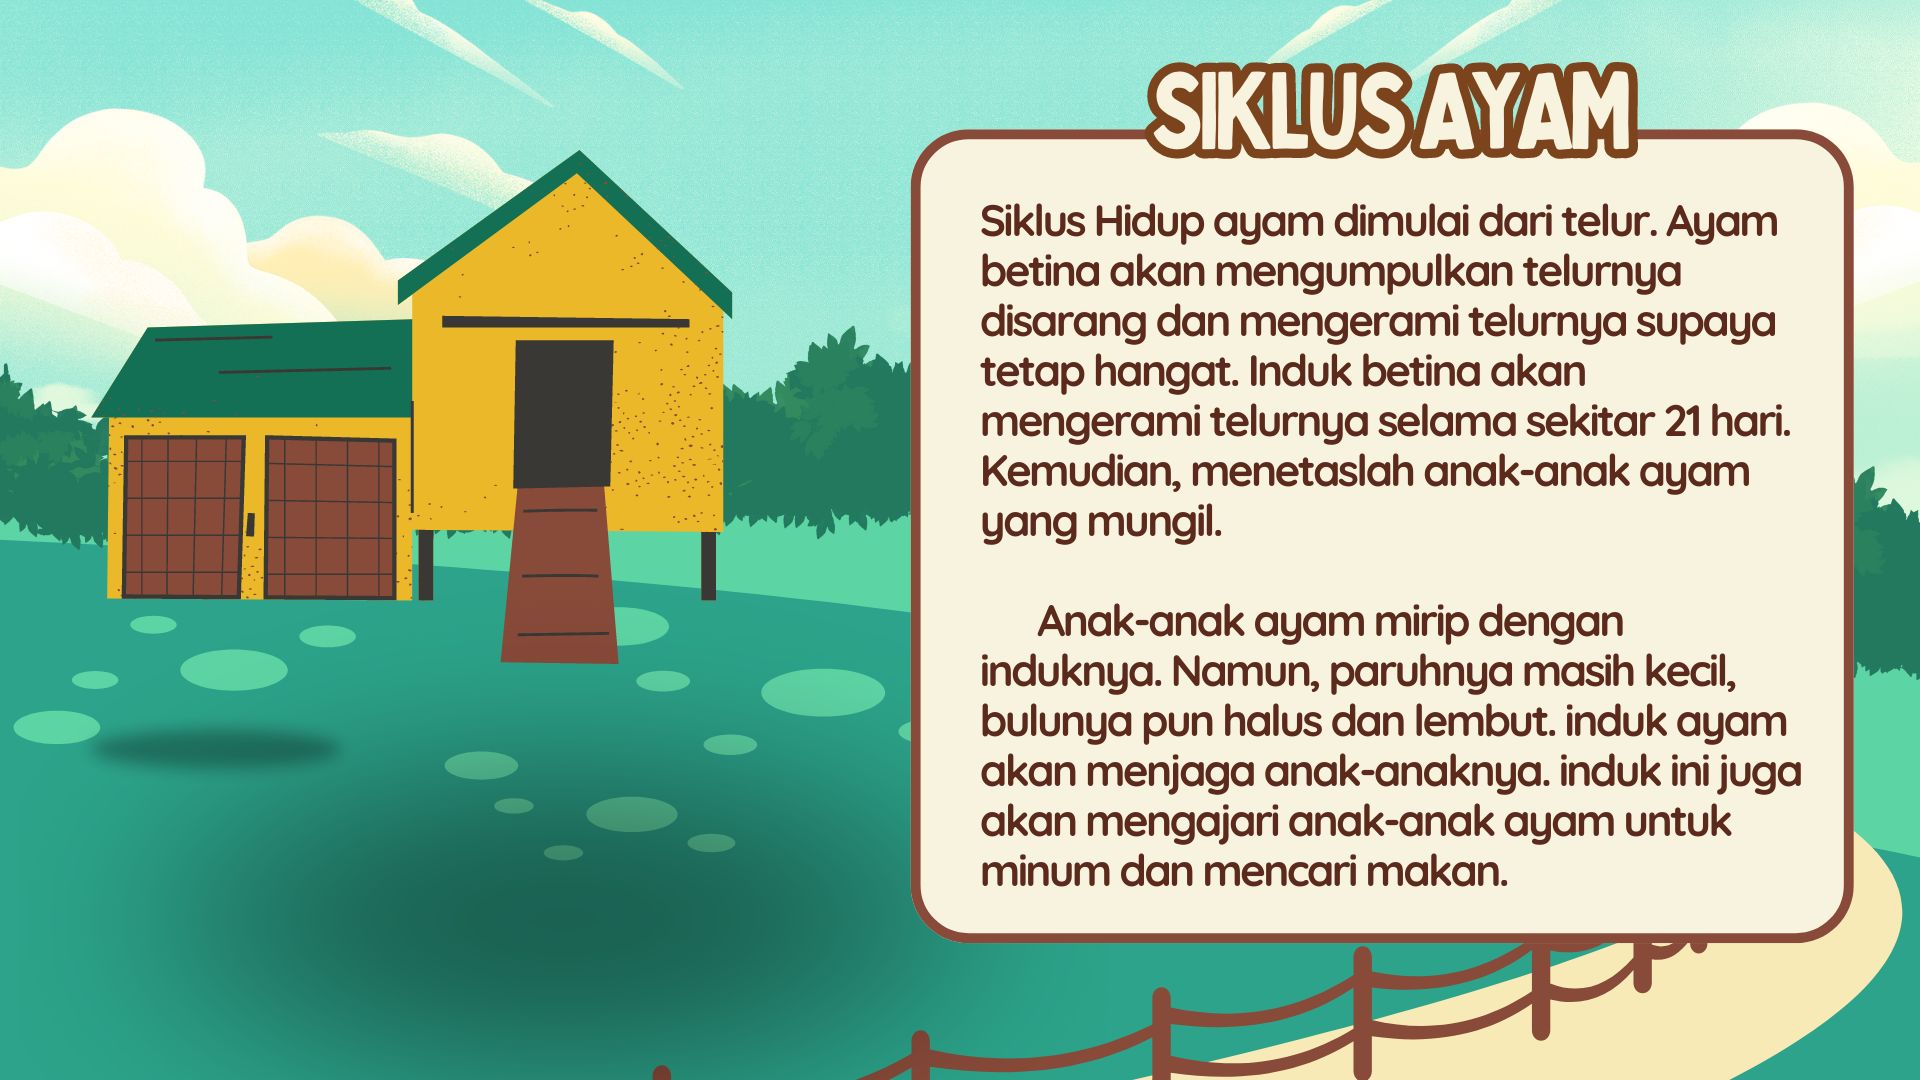 SIKLUS AYAM
Siklus Hidup ayam dimulai dari telur. Ayam
betina akan mengumpulkan telurnya
disarang dan mengerami telurnya supaya
tetap hangat. Induk betina akan
mengerami telurnya selama sekitar 21 hari.
Kemudian, menetaslah anak-anak ayam
yang mungil.
Anak-anak ayam mirip dengan
induknya. Namun, paruhnya masih kecil,
bulunya pun halus dan lembut. induk ayam
akan menjaga anak-anaknya. induk ini juga
akan mengajari anak-anak ayam untuk
minum dan mencari makan.